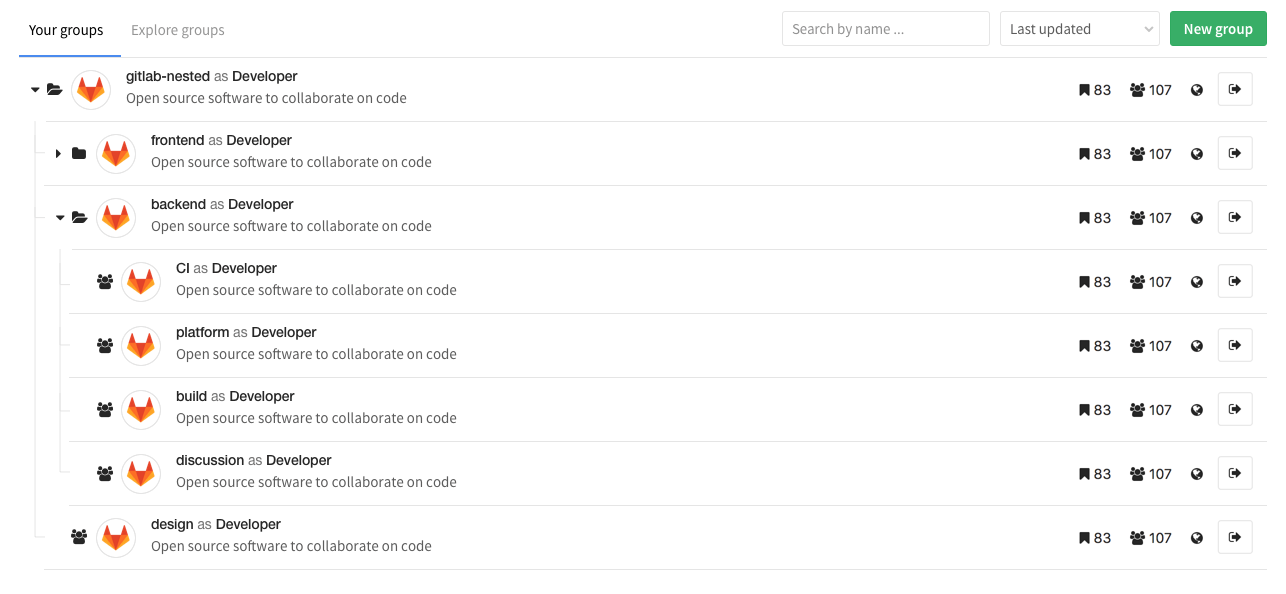 Your groups Explore groups Search by name ... Last updated New group
gitlab-nested as Developer
Open source software to collaborate on code
83 107
frontend as Developer
Open source software to collaborate on code
83 107
backend as Developer
Open source software to collaborate on code
83 107
CI as Developer
Open source software to collaborate on code
83 107
platform as Developer
Open source software to collaborate on code
83 107
build as Developer
Open source software to collaborate on code
83 107
discussion as Developer
Open source software to collaborate on code
83 107
design as Developer
Open source software to collaborate on code
83 107